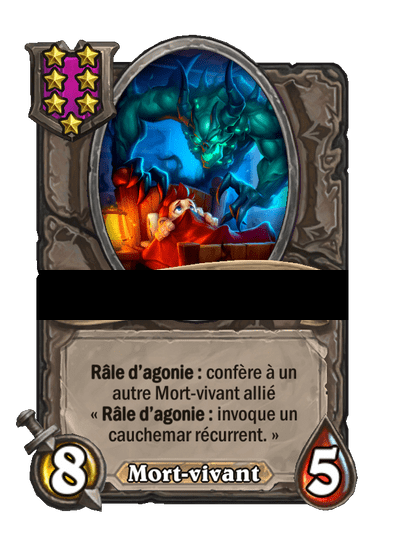 Râle d'agonie : confère à un
autre Mort-vivant allié
« Râle d'agonie : invoque un
cauchemar récurrent. »
8
Mort-vivant
5